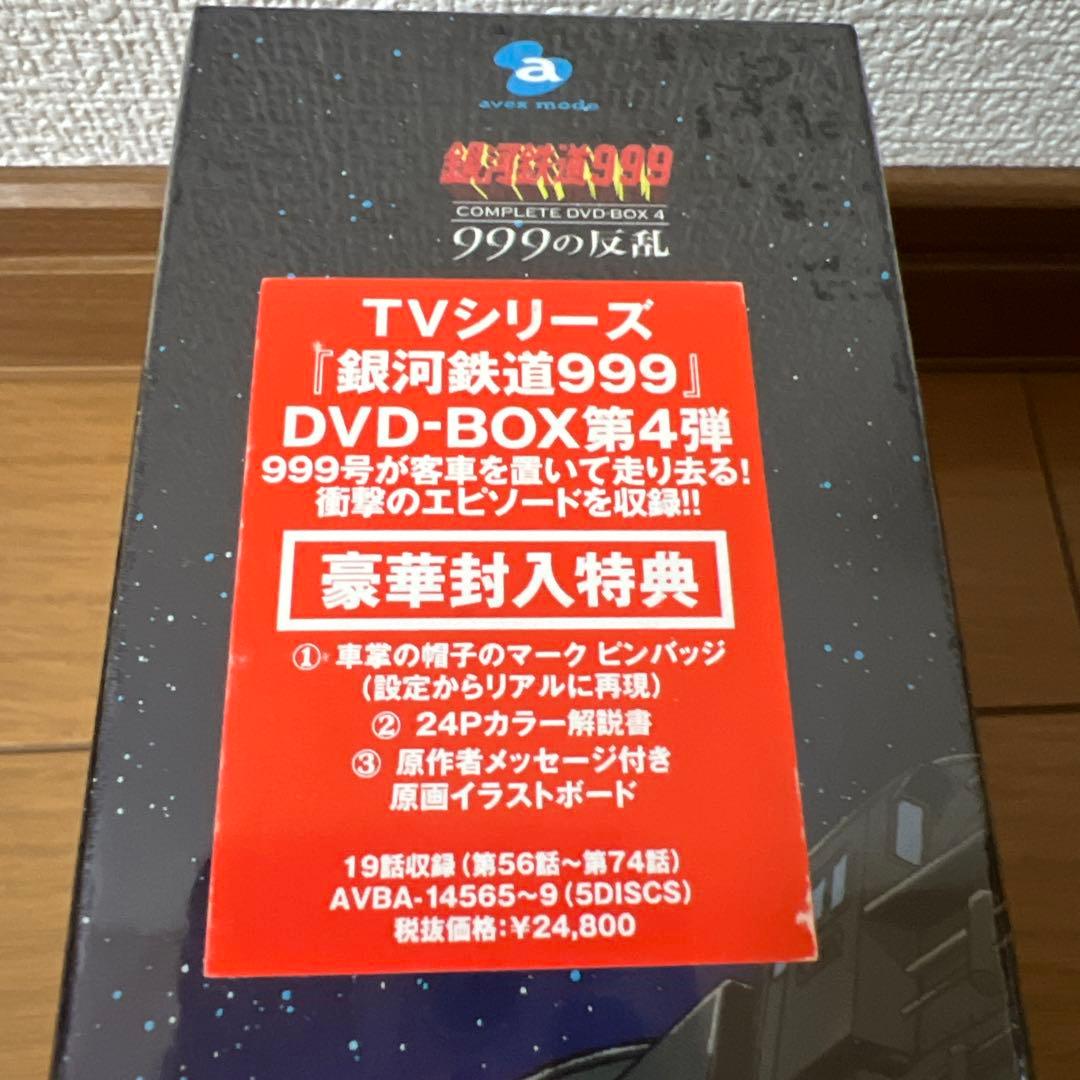 a
avex mode
銀河鉄道999
COMPLETE DVD-BOX 4
999の反乱
TVシリーズ
『銀河鉄道999』
DVD-BOX第4弾
999号が客車を置いて走り去る!
衝撃のエピソードを収録!!
豪華封入特典
① 車掌の帽子のマーク ピンバッジ
(設定からリアルに再現)
② 24Pカラー解説書
③ 原作者メッセージ付き
原画イラストボード
19話収録(第56話〜第74話)
AVBA-14565〜9(5DISCS)
税抜価格:¥24,800